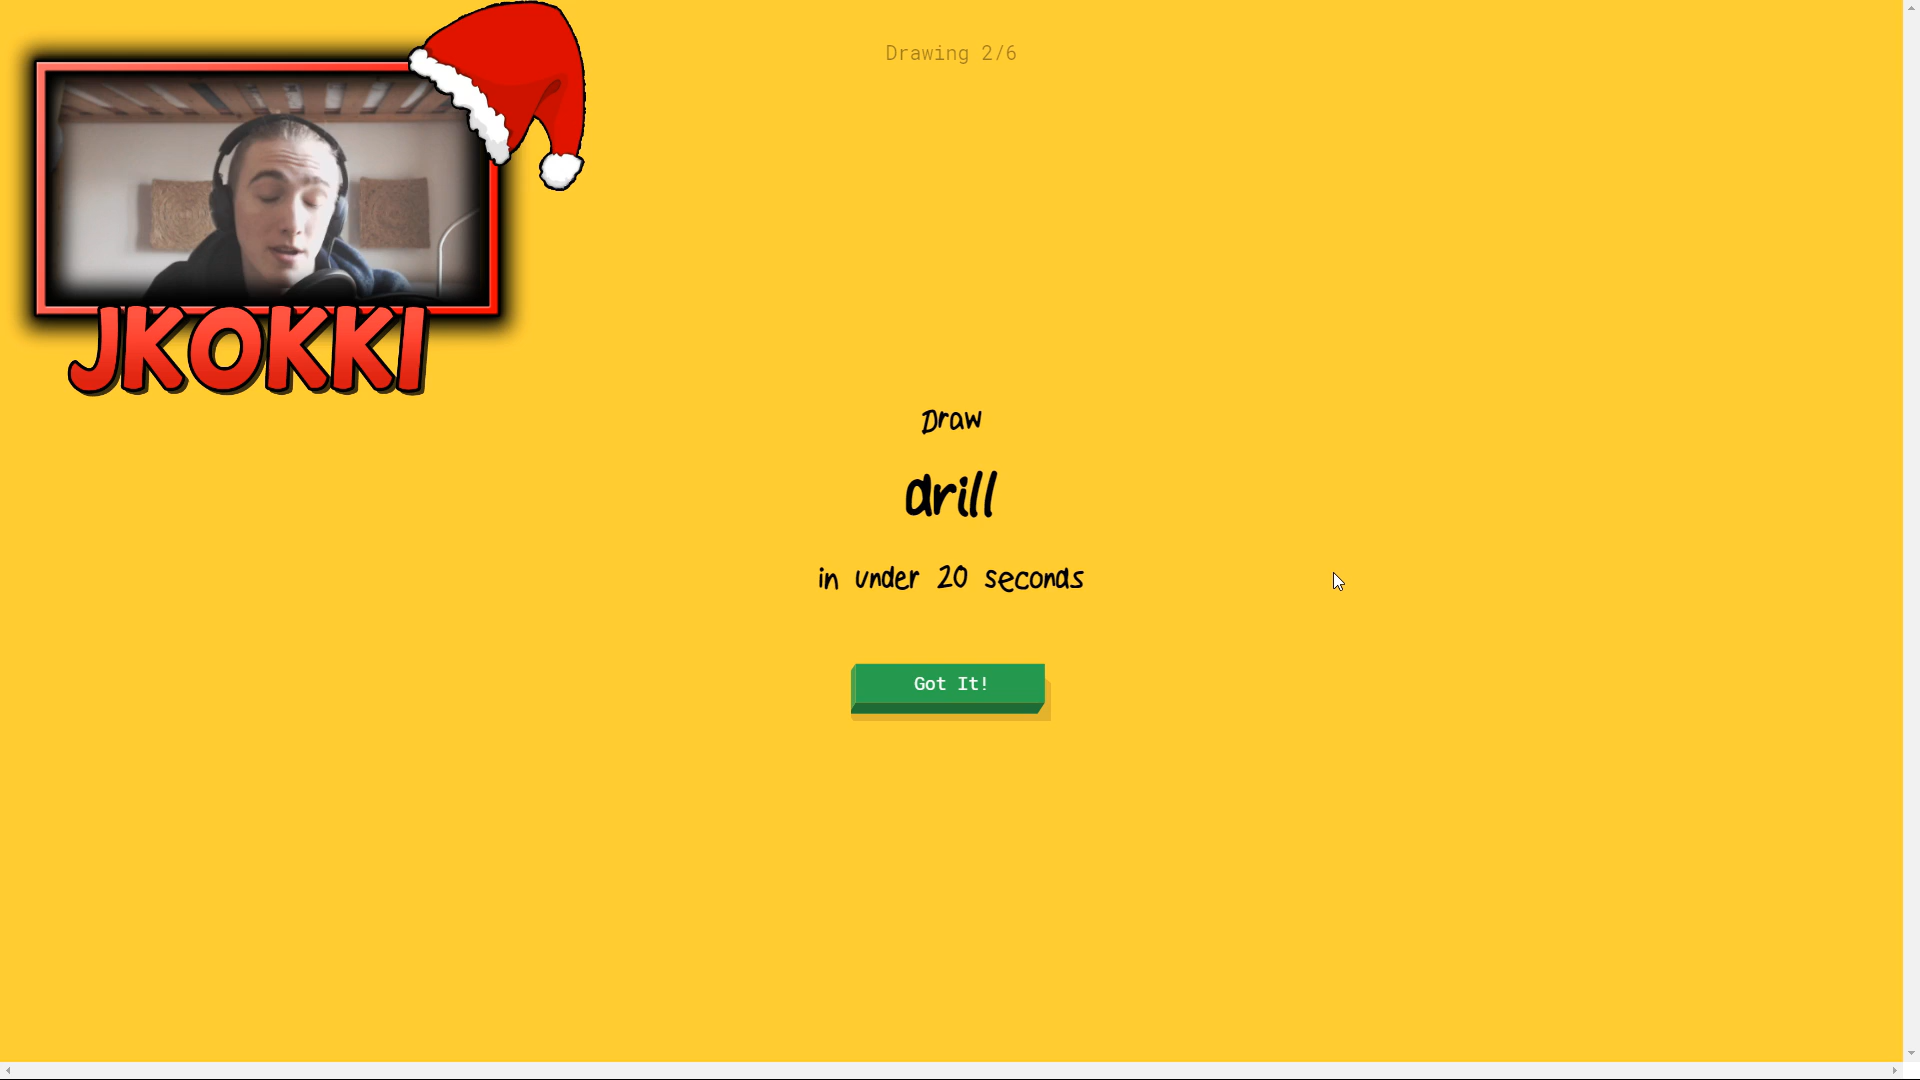 Drawing 2/6
JKOKKI
Draw
drill
in under 20 seconds
Got It!